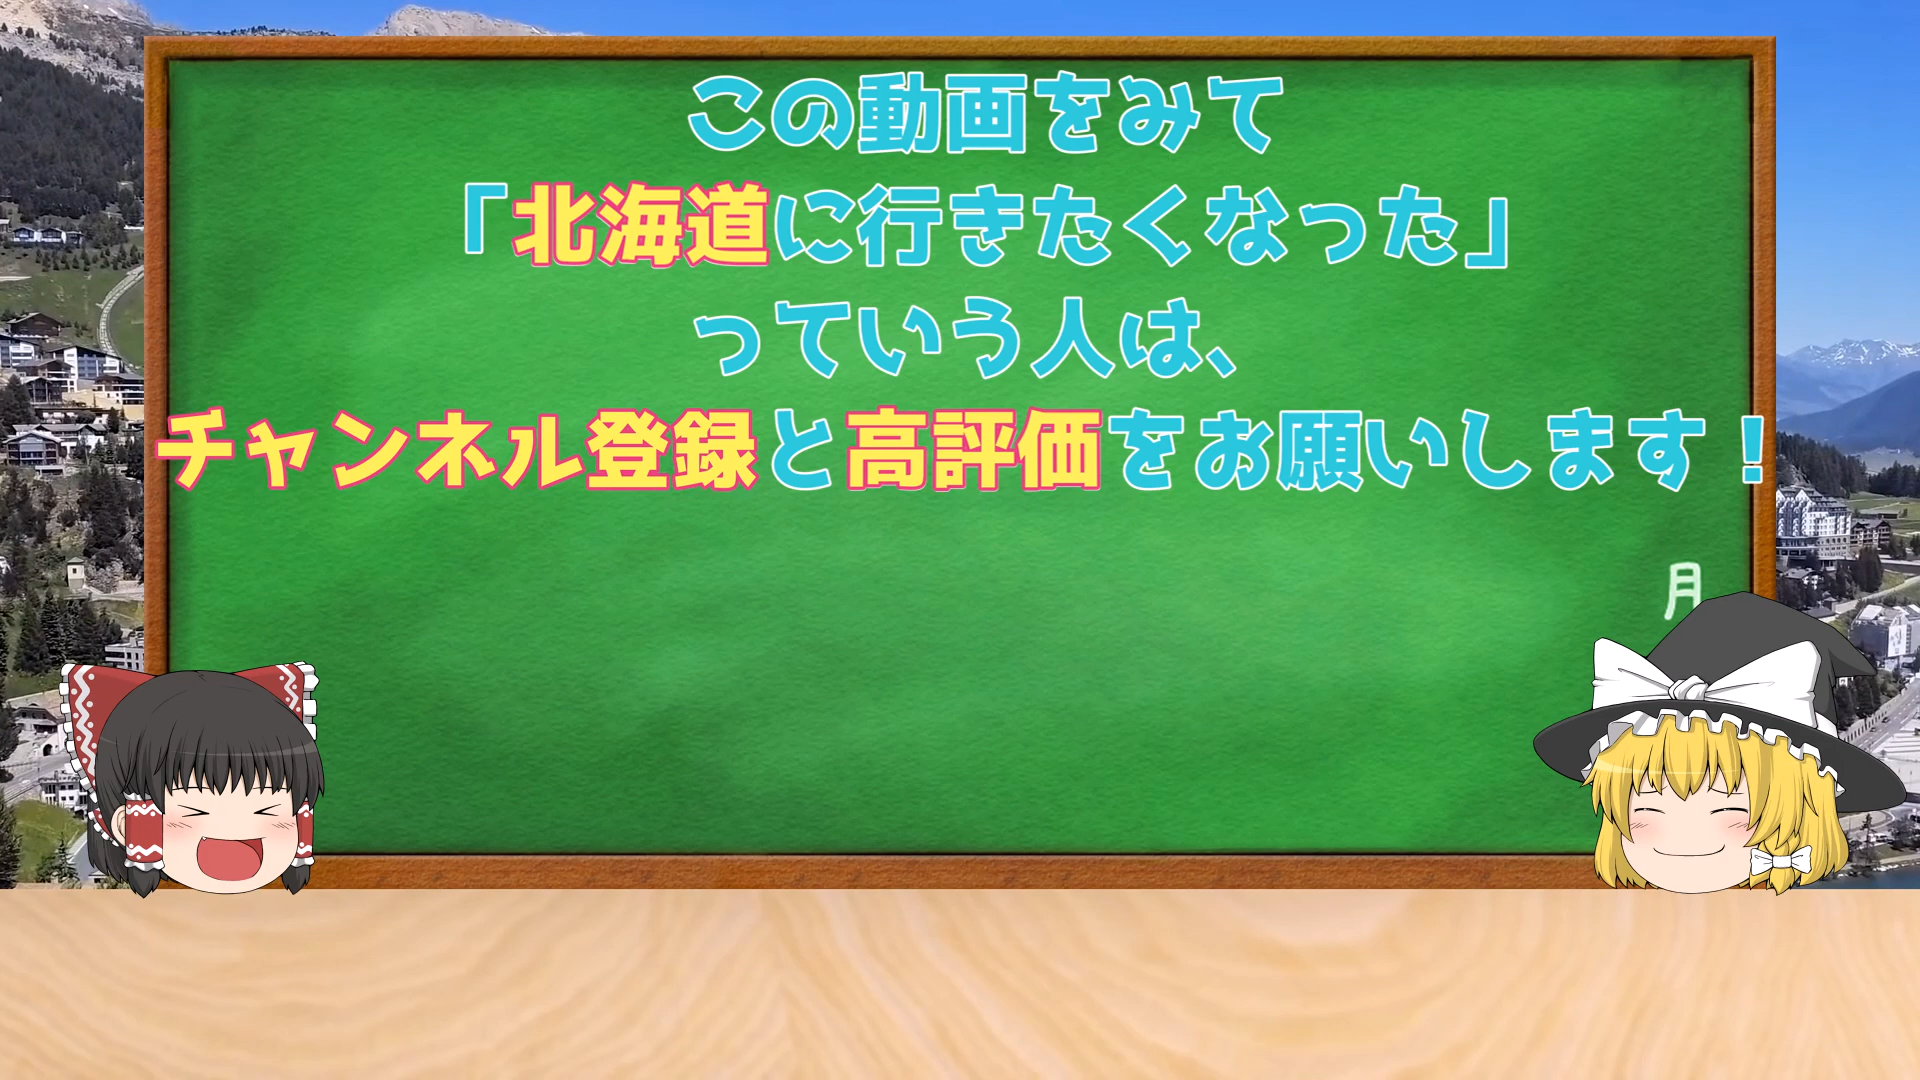 この動画をみて
「北海道に行きたくなった」
っていう人は、
チャンネル登録と高評価をお願いします！
月